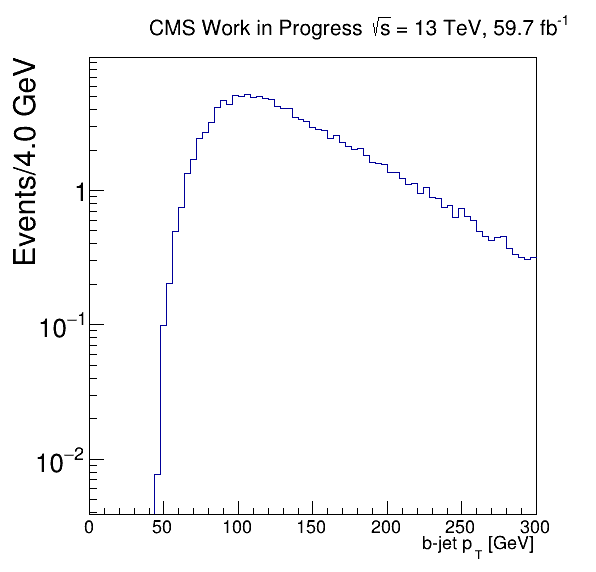 CMS Work in Progress √s = 13 TeV, 59.7 fb⁻¹
Events/4.0 GeV
1
10⁻¹
10⁻²
0 50 100 150 200 250 300
b-jet p_T [GeV]